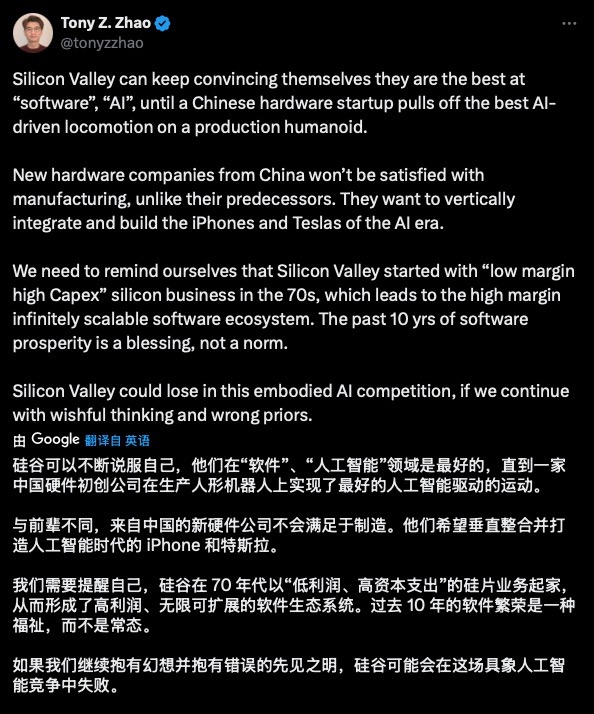 Tony Z. Zhao
@tonyzzhao
Silicon Valley can keep convincing themselves they are the best at
“software”, “AI”, until a Chinese hardware startup pulls off the best AI-
driven locomotion on a production humanoid.
New hardware companies from China won’t be satisfied with
manufacturing, unlike their predecessors. They want to vertically
integrate and build the iPhones and Teslas of the AI era.
We need to remind ourselves that Silicon Valley started with “low margin
high Capex” silicon business in the 70s, which leads to the high margin
infinitely scalable software ecosystem. The past 10 yrs of software
prosperity is a blessing, not a norm.
Silicon Valley could lose in this embodied AI competition, if we continue
with wishful thinking and wrong priors.
由 Google 翻译自 英语
硅谷可以不断说服自己，他们在“软件”、“人工智能”领域是最好的，直到一家
中国硬件初创公司在生产人形机器人上实现了最好的人工智能驱动的运动。
与前辈不同，来自中国的新硬件公司不会满足于制造。他们希望垂直整合并打
造人工智能时代的 iPhone 和特斯拉。
我们需要提醒自己，硅谷在 70 年代以“低利润、高资本支出”的硅片业务起家，
从而形成了高利润、无限可扩展的软件生态系统。过去 10 年的软件繁荣是一种
福祉，而不是常态。
如果我们继续抱有幻想并抱有错误的先见之明，硅谷可能会在这场具象人工智
能竞争中失败。